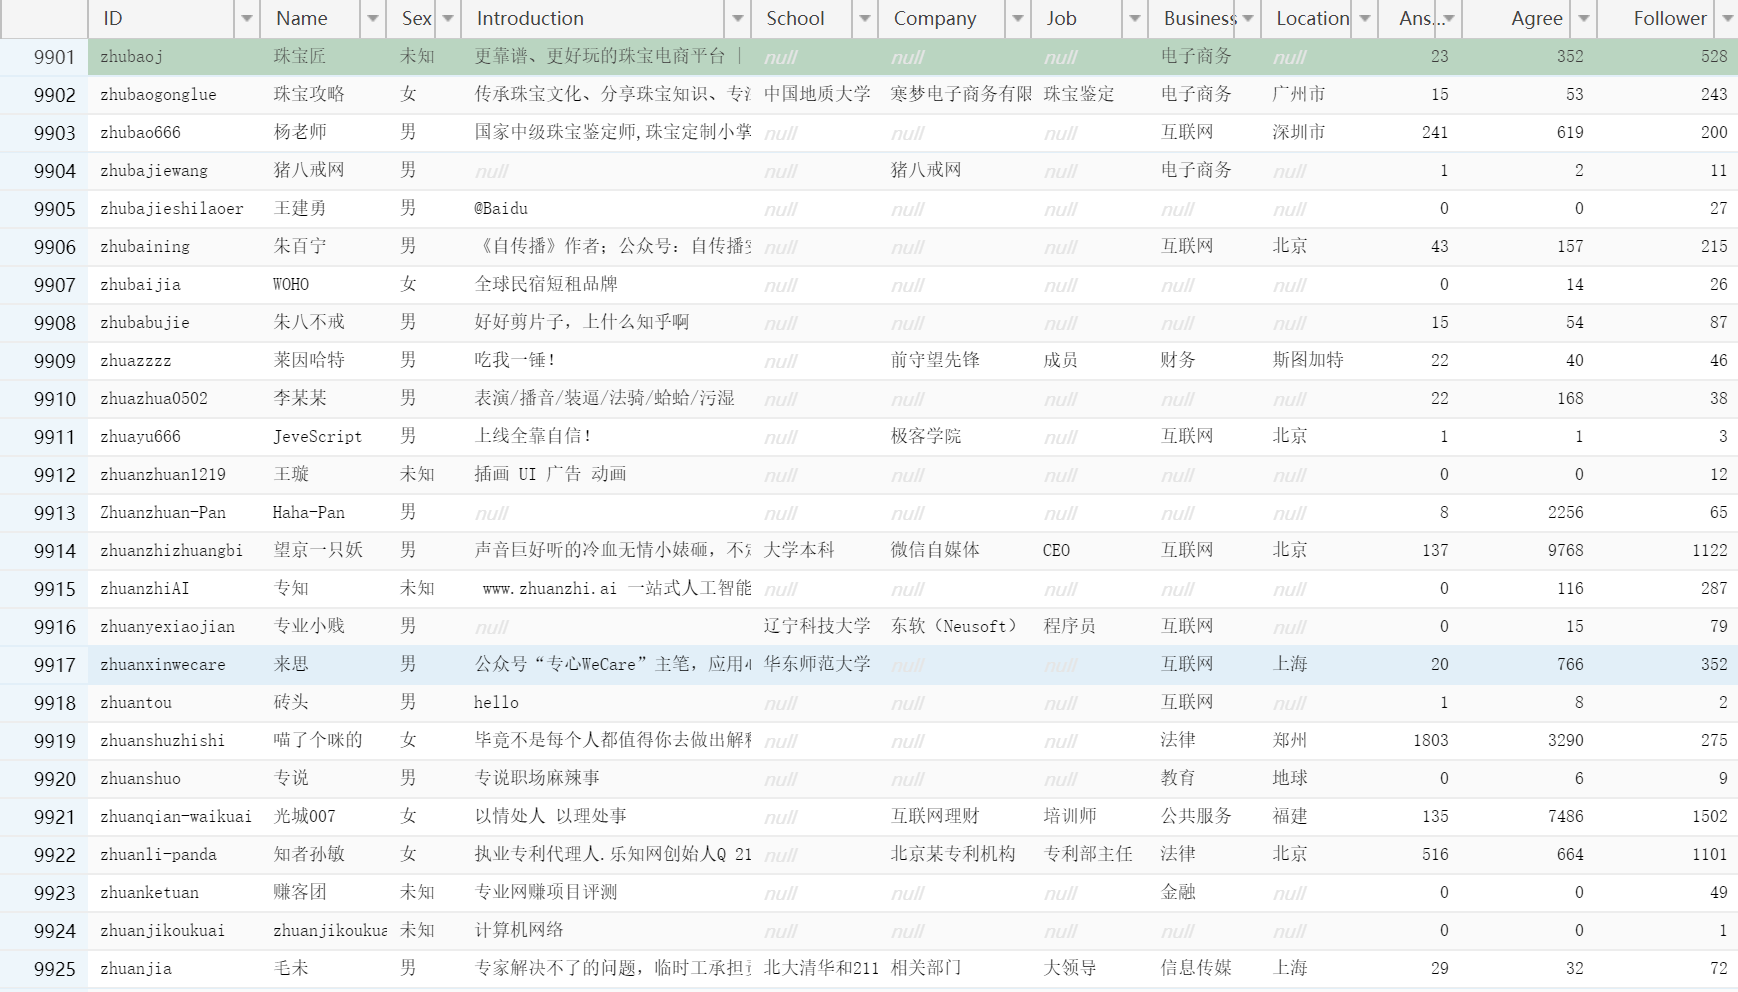 ID Name Sex Introduction School Company Job Business Location Ans... Agree Follower
9901 zhubaoj 珠宝匠 未知 更靠谱、更好玩的珠宝电商平台 | null null null 电子商务 null 23 352 528
9902 zhubaogonglue 珠宝攻略 女 传承珠宝文化、分享珠宝知识、专 中国地质大学 寒梦电子商务有限 珠宝鉴定 电子商务 广州市 15 53 243
9903 zhubao666 杨老师 男 国家中级珠宝鉴定师,珠宝定制小掌 null null null 互联网 深圳市 241 619 200
9904 zhubajiewang 猪八戒网 男 null null 猪八戒网 null 电子商务 null 1 2 11
9905 zhubajieshilaoer 王建勇 男 @Baidu null null null null null 0 0 27
9906 zhubaining 朱百宁 男 《自传播》作者；公众号：自传播 null null null 互联网 北京 43 157 215
9907 zhubaijia WOHO 女 全球民宿短租品牌 null null null null null 0 14 26
9908 zhubabujie 朱八不戒 男 好好剪片子，上什么知乎啊 null null null null null 15 54 87
9909 zhuazzzz 莱因哈特 男 吃我一锤！ null 前守望先锋 成员 财务 斯图加特 22 40 46
9910 zhuazhua0502 李某某 男 表演/播音/装逼/法骑/蛤蛤/污湿 null null null null null 22 168 38
9911 zhuayu666 JeveScript 男 上线全靠自信！ null 极客学院 null 互联网 北京 1 1 3
9912 zhuanzhuan1219 王璇 未知 插画 UI 广告 动画 null null null null null 0 0 12
9913 Zhuanzhuan-Pan Haha-Pan 男 null null null null null null 8 2256 65
9914 zhuanzhizhuangbi 望京一只妖 男 声音巨好听的冷血无情小婊砸，不 大学本科 微信自媒体 CEO 互联网 北京 137 9768 1122
9915 zhuanzhiAI 专知 未知 www.zhuanzhi.ai 一站式人工智能 null null null null null 0 116 287
9916 zhuanyexiaojian 专业小贱 男 null 辽宁科技大学 东软（Neusoft） 程序员 互联网 null 0 15 79
9917 zhuanxinwecare 来思 男 公众号“专心WeCare”主笔，应用 华东师范大学 null null 互联网 上海 20 766 352
9918 zhuantou 砖头 男 hello null null null 互联网 null 1 8 2
9919 zhuanshuzhishi 喵了个咪的 女 毕竟不是每个人都值得你去做出解 null null null 法律 郑州 1803 3290 275
9920 zhuanshuo 专说 男 专说职场麻辣事 null null null 教育 地球 0 6 9
9921 zhuanqian-waikuai 光城007 女 以情处人 以理处事 null 互联网理财 培训师 公共服务 福建 135 7486 1502
9922 zhuanli-panda 知者孙敏 女 执业专利代理人.乐知网创始人Q 21 null 北京某专利机构 专利部主任 法律 北京 516 664 1101
9923 zhuanketuan 赚客团 未知 专业网赚项目评测 null null null 金融 null 0 0 49
9924 zhuanjikoukuai zhuanjikoukua 未知 计算机网络 null null null null null 0 0 1
9925 zhuanjia 毛未 男 专家解决不了的问题，临时工承担 北大清华和211 相关部门 大领导 信息传媒 上海 29 32 72